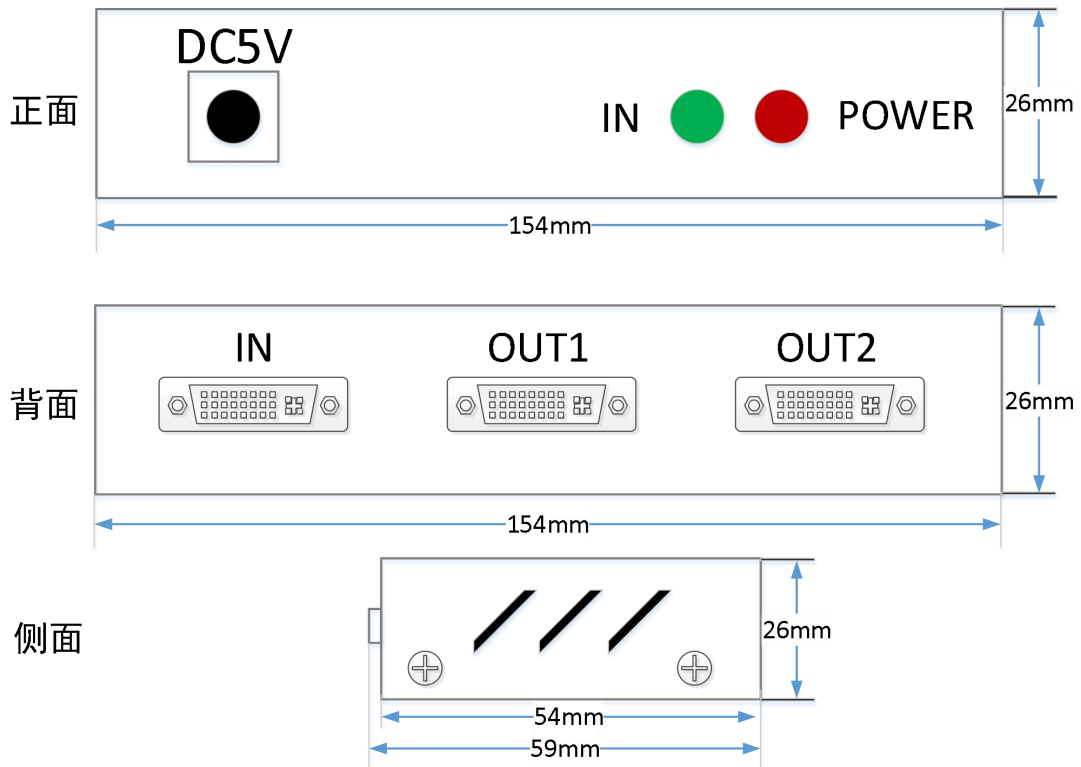 DC5V
正面
IN
POWER
26mm
154mm
IN
OUT1
OUT2
背面
26mm
154mm
侧面
26mm
54mm
59mm